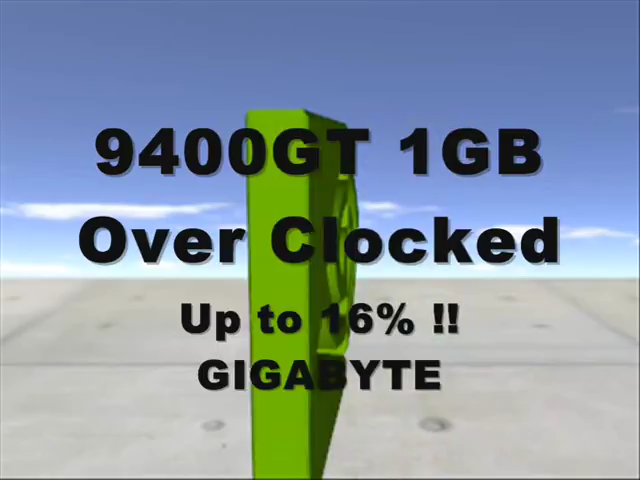 9400GT 1GB
Over Clocked
Up to 16% !!
GIGABYTE